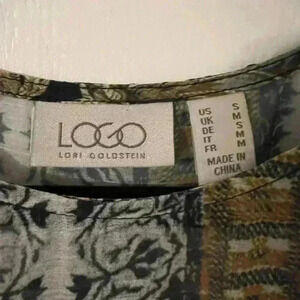 LOGO
LORI GOLDSTEIN
US S
UK S
DE S
IT M
FR M
MADE IN
CHINA